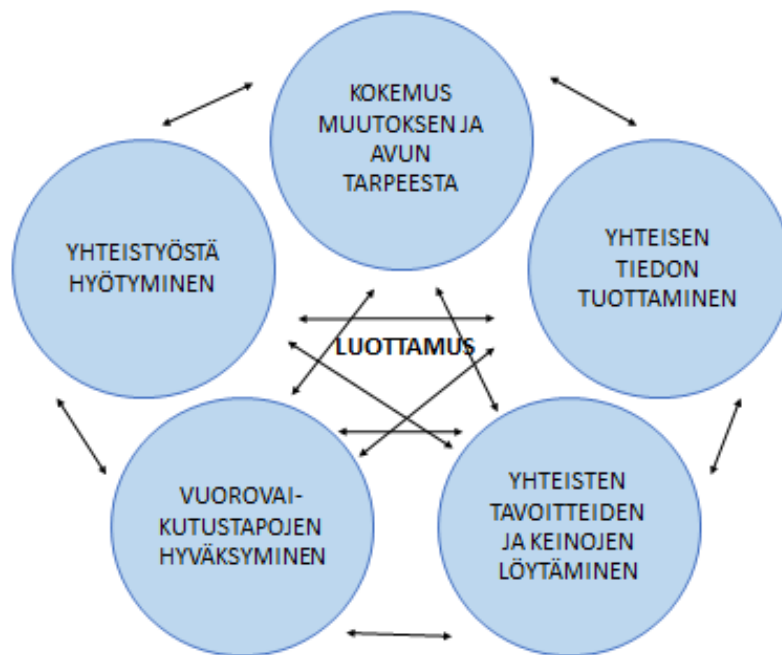 KOKEMUS
MUUTOKSEN JA
AVUN
TARPEESTA
YHTEISTYÖSTÄ
HYÖTYMINEN
YHTEISEN
TIEDON
TUOTTAMINEN
LUOTTAMUS
VUOROVAI-
KUTUSTAPOJEN
HYVÄKSYMINEN
YHTEISTEN
TAVOITTEIDEN
JA KEINOJEN
LÖYTÄMINEN